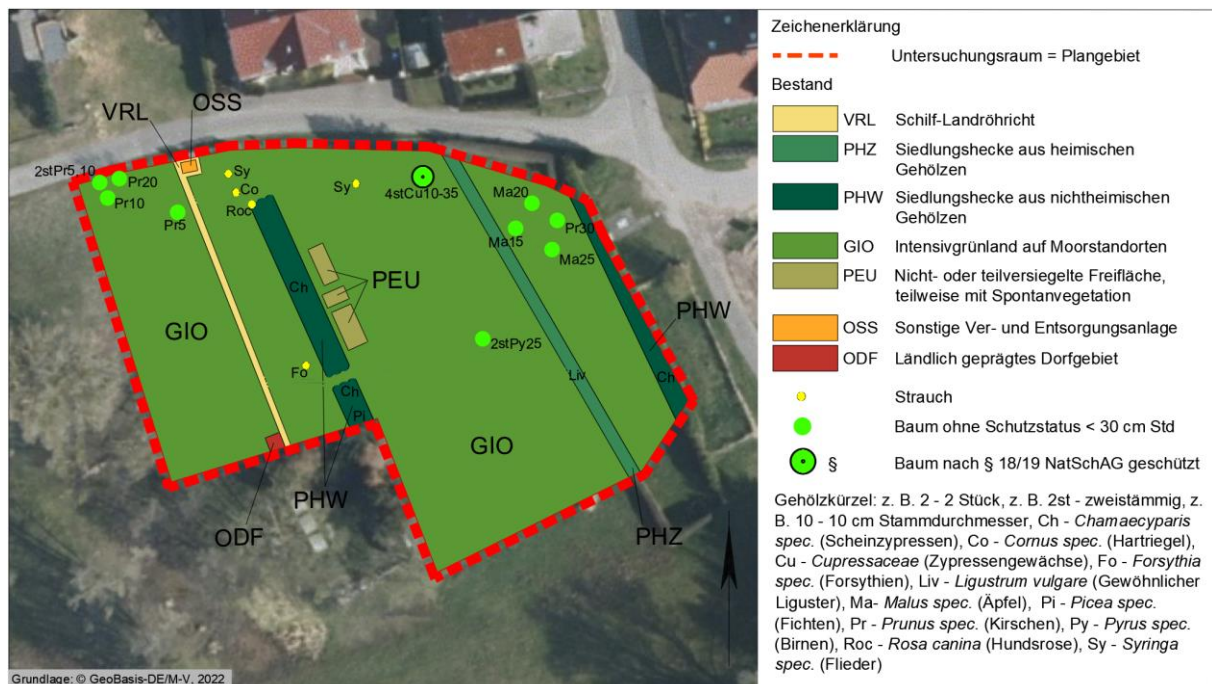 VRL
OSS
2stPr5,10
Pr20
Pr10
Pr5
Sy
Co
Roc
Sy
4stCu10-35
§
Ma20
Pr30
Ma15
Ma25
Ch
PEU
PHW
GIO
2stPy25
Fo
Ch
Liv
Ch
Pi
GIO
PHW
ODF
PHZ
Grundlage: © GeoBasis-DE/M-V, 2022
Zeichenerklärung
Untersuchungsraum = Plangebiet
Bestand
VRL Schilf-Landröhricht
PHZ Siedlungshecke aus heimischen
Gehölzen
PHW Siedlungshecke aus nichtheimischen
Gehölzen
GIO Intensivgrünland auf Moorstandorten
PEU Nicht- oder teilversiegelte Freifläche,
teilweise mit Spontanvegetation
OSS Sonstige Ver- und Entsorgungsanlage
ODF Ländlich geprägtes Dorfgebiet
Strauch
Baum ohne Schutzstatus < 30 cm Std
§ Baum nach § 18/19 NatSchAG geschützt
Gehölzkürzel: z. B. 2 - 2 Stück, z. B. 2st - zweistämmig, z.
B. 10 - 10 cm Stammdurchmesser, Ch - Chamaecyparis
spec. (Scheinzypressen), Co - Cornus spec. (Hartriegel),
Cu - Cupressaceae (Zypressengewächse), Fo - Forsythia
spec. (Forsythien), Liv - Ligustrum vulgare (Gewöhnlicher
Liguster), Ma- Malus spec. (Äpfel), Pi - Picea spec.
(Fichten), Pr - Prunus spec. (Kirschen), Py - Pyrus spec.
(Birnen), Roc - Rosa canina (Hundsrose), Sy - Syringa
spec. (Flieder)